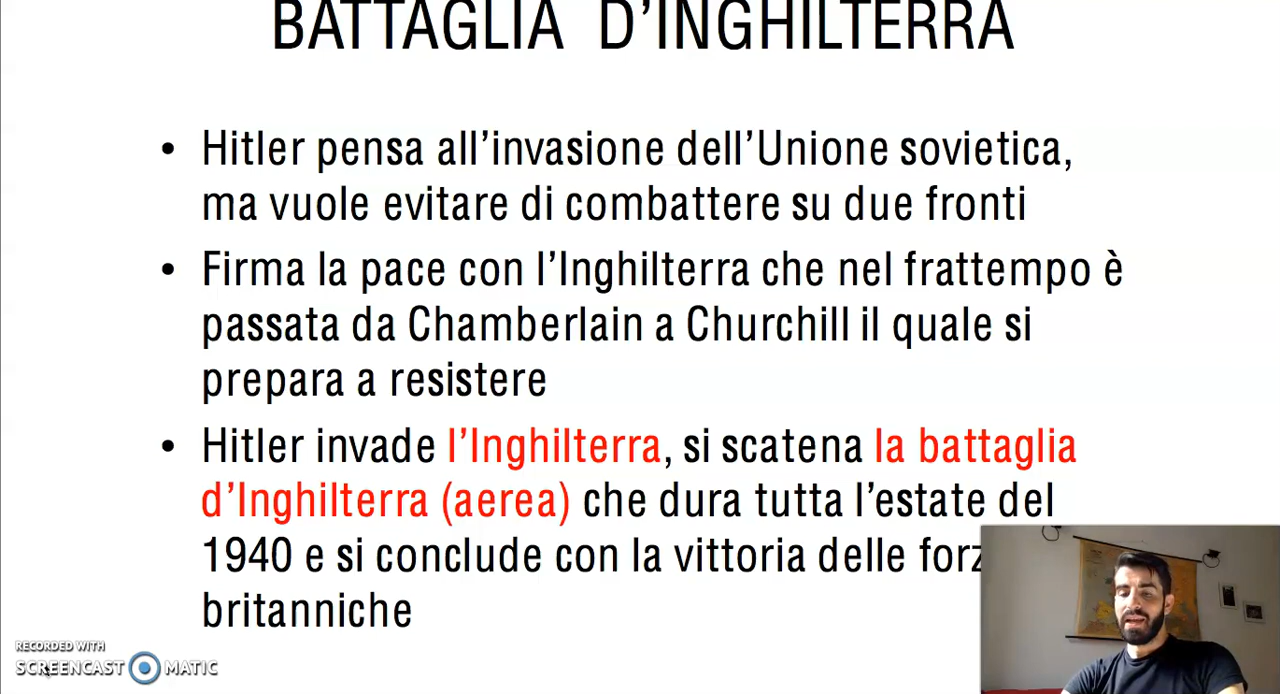 BATTAGLIA D'INGHILTERRA
• Hitler pensa all'invasione dell'Unione sovietica,
ma vuole evitare di combattere su due fronti
• Firma la pace con l'Inghilterra che nel frattempo è
passata da Chamberlain a Churchill il quale si
prepara a resistere
• Hitler invade l'Inghilterra, si scatena la battaglia
d'Inghilterra (aerea) che dura tutta l'estate del
1940 e si conclude con la vittoria delle forz
britanniche
RECORDED WITH
SCREENCAST MATIC